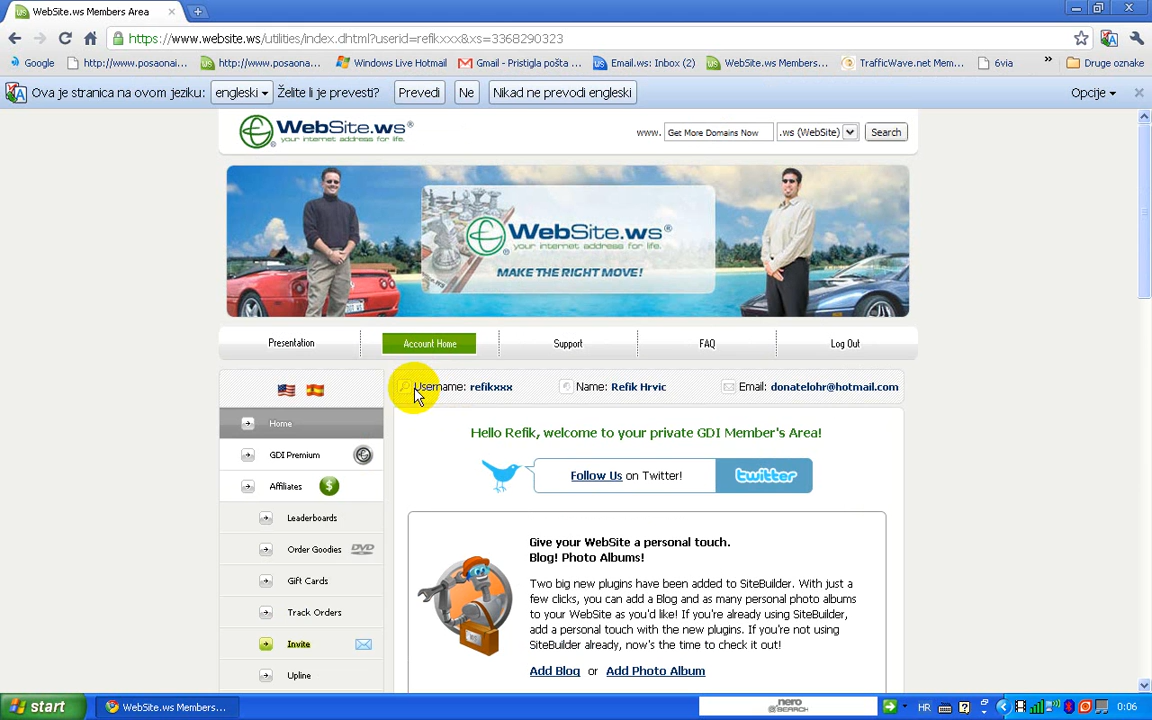 WebSite.ws Members Area
https://www.website.ws/utilities/index.dhtml?userid=refikxxx&xs=3368290323
Google http://www.posaonai... http://www.posaona... Windows Live Hotmail Gmail - Pristigla pošta ... Email.ws: Inbox (2) WebSite.ws Members... TrafficWave.net Mem... 6via » Druge oznake
Ova je stranica na ovom jeziku: engleski Želite li je prevesti? Prevedi Ne Nikad ne prevodi engleski Opcije
WebSite.ws® www. Get More Domains Now .ws (WebSite) Search
your internet address for life.
WebSite.ws®
your internet address for life.
MAKE THE RIGHT MOVE!
Presentation Account Home Support FAQ Log Out
Username: refikxxx Name: Refik Hrvic Email: donatelohr@hotmail.com
Home
GDI Premium
Affiliates $
Leaderboards
Order Goodies DVD
Gift Cards
Track Orders
Invite
Upline
Hello Refik, welcome to your private GDI Member's Area!
Follow Us on Twitter! twitter
Give your WebSite a personal touch.
Blog! Photo Albums!
Two big new plugins have been added to SiteBuilder. With just a
few clicks, you can add a Blog and as many personal photo albums
to your WebSite as you'd like! If you're already using SiteBuilder,
add a personal touch with the new plugins. If you're not using
SiteBuilder already, now's the time to check it out!
Add Blog or Add Photo Album
start WebSite.ws Members... nero SEARCH HR 0:06